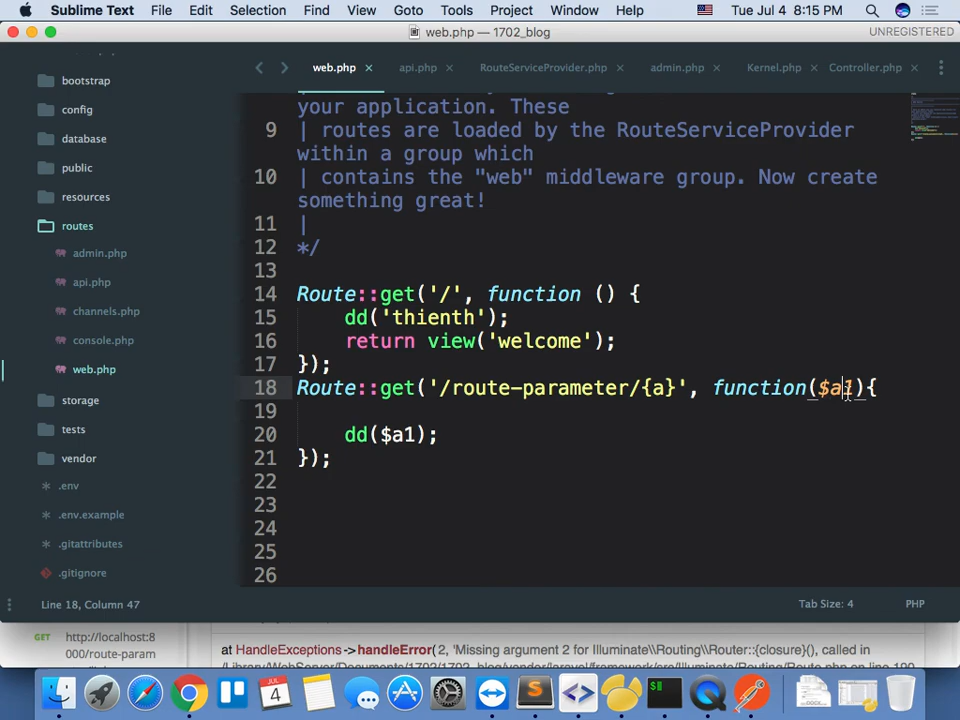 Sublime Text File Edit Selection Find View Goto Tools Project Window Help Tue Jul 4 8:15 PM
web.php — 1702_blog UNREGISTERED
web.php × api.php × RouteServiceProvider.php × admin.php × Kernel.php × Controller.php ×
bootstrap
config
database
public
resources
routes
admin.php
api.php
channels.php
console.php
web.php
storage
tests
vendor
.env
.env.example
.gitattributes
.gitignore
your application. These
9 | routes are loaded by the RouteServiceProvider
within a group which
10 | contains the "web" middleware group. Now create
something great!
11 |
12 */
13
14 Route::get('/', function () {
15 dd('thienth');
16 return view('welcome');
17 });
18 Route::get('/route-parameter/{a}', function($a1){
19
20 dd($a1);
21 });
22
23
24
25
26
Line 18, Column 47 Tab Size: 4 PHP
GET http://localhost:8
000/route-param
at HandleExceptions->handleError(2, 'Missing argument 2 for Illuminate\\Routing\\Router::{closure}(), called in
JUL
4